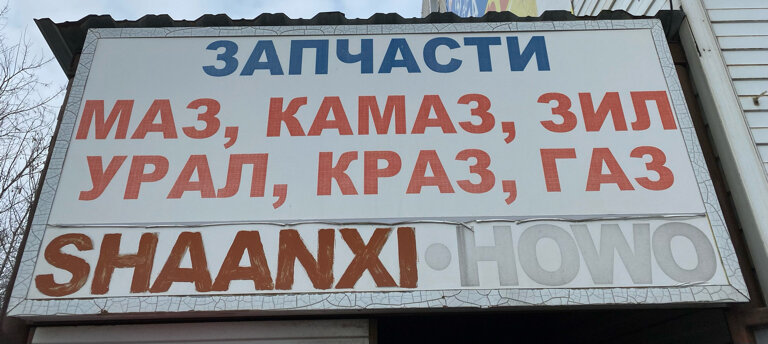 ЗАПЧАСТИ
МАЗ, КАМАЗ, ЗИЛ
УРАЛ, КРАЗ, ГАЗ
SHAANXI·HOWO